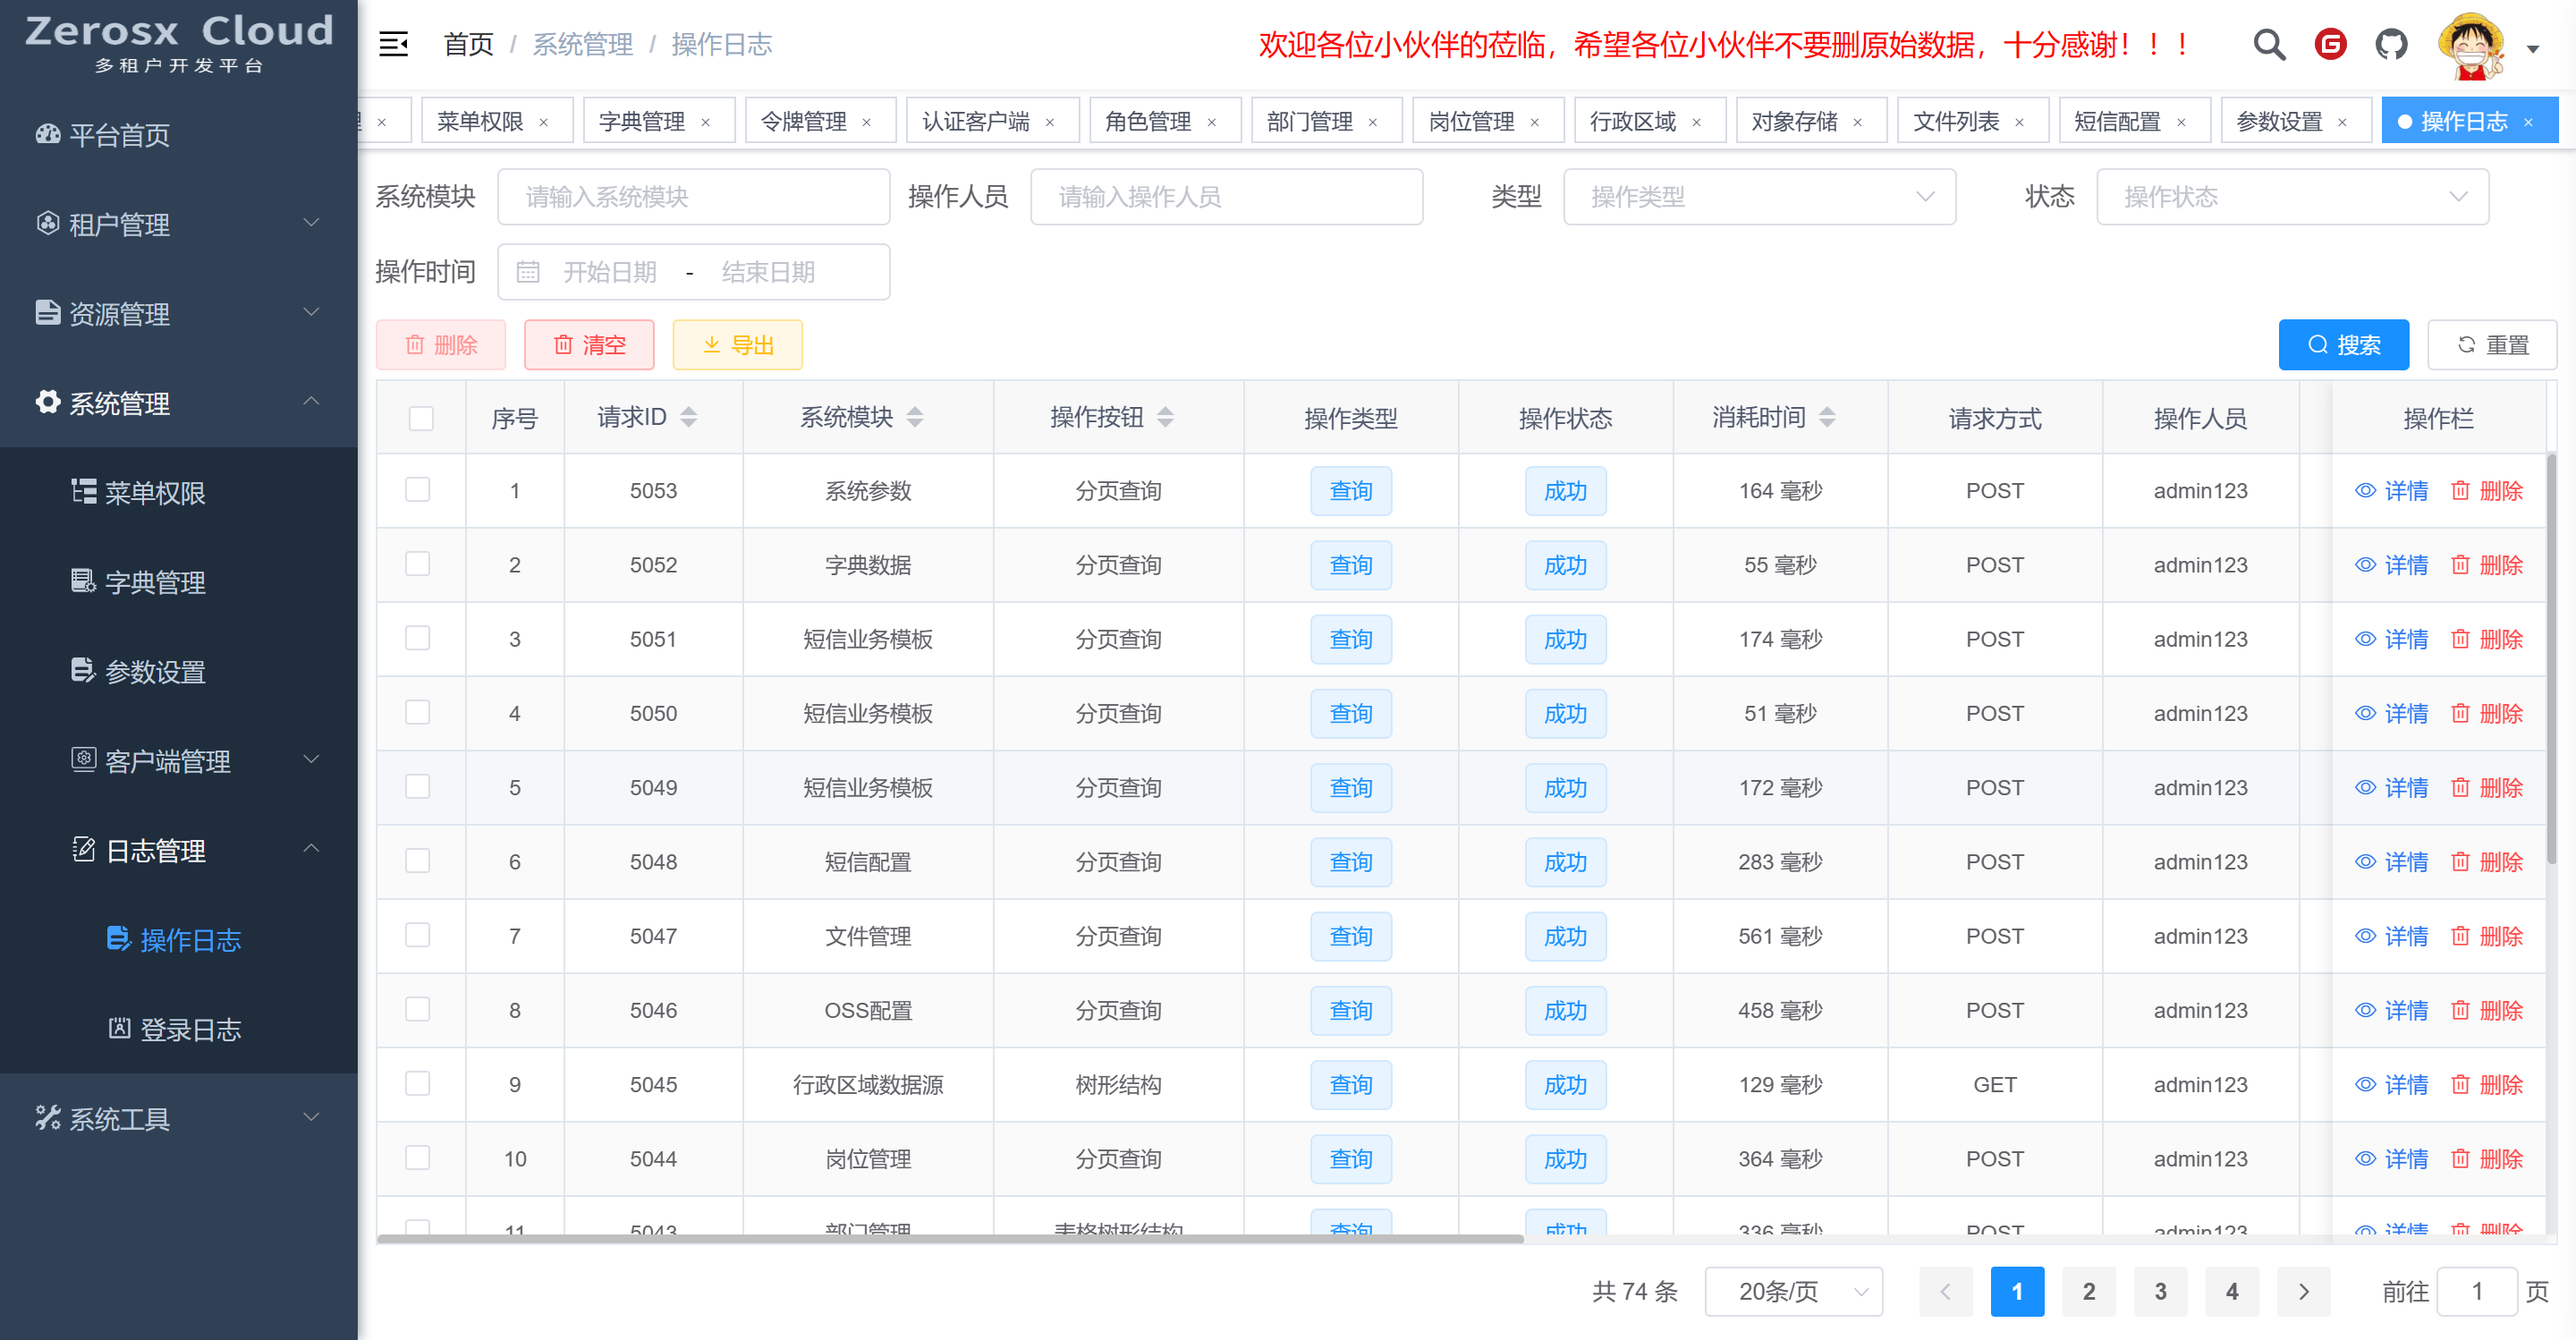 Zerosx Cloud
多租户开发平台
首页 / 系统管理 / 操作日志
欢迎各位小伙伴的莅临，希望各位小伙伴不要删原始数据，十分感谢！！！
菜单权限 × 字典管理 × 令牌管理 × 认证客户端 × 角色管理 × 部门管理 × 岗位管理 × 行政区域 × 对象存储 × 文件列表 × 短信配置 × 参数设置 × 操作日志 ×
平台首页
租户管理
资源管理
系统管理
菜单权限
字典管理
参数设置
客户端管理
日志管理
操作日志
登录日志
系统工具
系统模块 请输入系统模块 操作人员 请输入操作人员 类型 操作类型 状态 操作状态
操作时间 开始日期 - 结束日期
删除 清空 导出 搜索 重置
序号 请求ID 系统模块 操作按钮 操作类型 操作状态 消耗时间 请求方式 操作人员 操作栏
1 5053 系统参数 分页查询 查询 成功 164 毫秒 POST admin123 详情 删除
2 5052 字典数据 分页查询 查询 成功 55 毫秒 POST admin123 详情 删除
3 5051 短信业务模板 分页查询 查询 成功 174 毫秒 POST admin123 详情 删除
4 5050 短信业务模板 分页查询 查询 成功 51 毫秒 POST admin123 详情 删除
5 5049 短信业务模板 分页查询 查询 成功 172 毫秒 POST admin123 详情 删除
6 5048 短信配置 分页查询 查询 成功 283 毫秒 POST admin123 详情 删除
7 5047 文件管理 分页查询 查询 成功 561 毫秒 POST admin123 详情 删除
8 5046 OSS配置 分页查询 查询 成功 458 毫秒 POST admin123 详情 删除
9 5045 行政区域数据源 树形结构 查询 成功 129 毫秒 GET admin123 详情 删除
10 5044 岗位管理 分页查询 查询 成功 364 毫秒 POST admin123 详情 删除
11 5043 部门管理 表格树形结构 查询 成功 336 毫秒 POST admin123 详情 删除
共 74 条 20条/页 1 2 3 4 前往 1 页